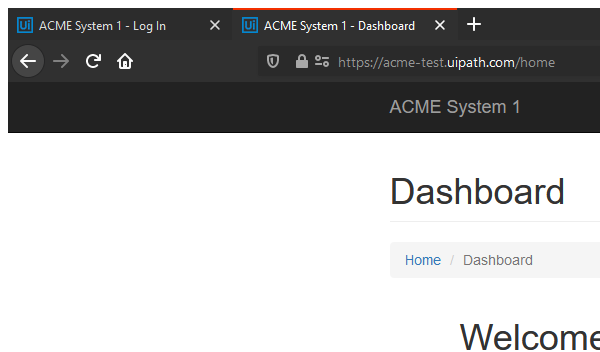 Ui ACME System 1 - Log In
Ui ACME System 1 - Dashboard
https://acme-test.uipath.com/home
ACME System 1
Dashboard
Home / Dashboard
Welcome